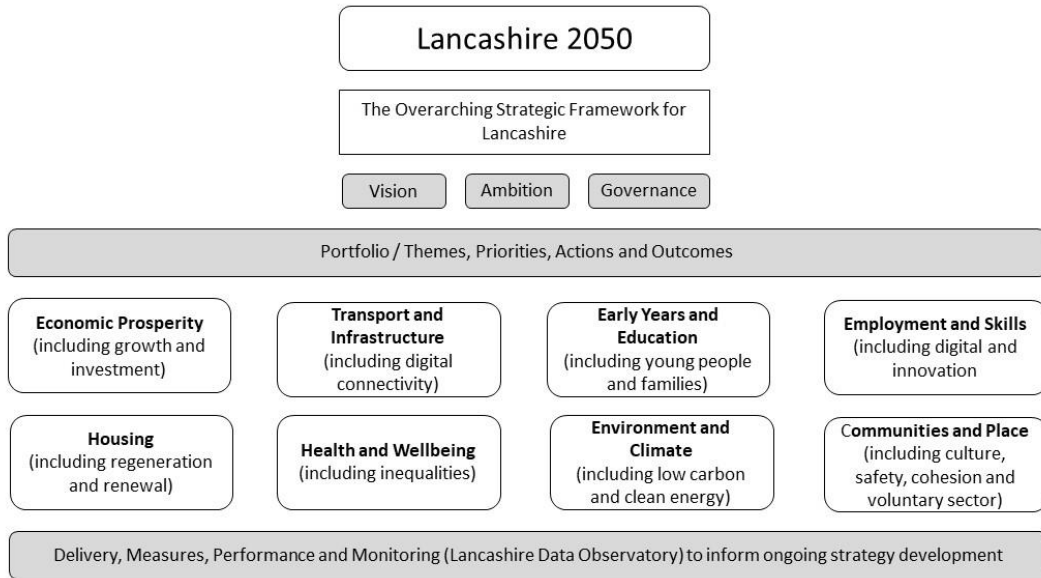 Lancashire 2050
The Overarching Strategic Framework for
Lancashire
Vision
Ambition
Governance
Portfolio / Themes, Priorities, Actions and Outcomes
Economic Prosperity
(including growth and
investment)
Transport and
Infrastructure
(including digital
connectivity)
Early Years and
Education
(including young people
and families)
Employment and Skills
(including digital and
innovation
Housing
(including regeneration
and renewal)
Health and Wellbeing
(including inequalities)
Environment and
Climate
(including low carbon
and clean energy)
Communities and Place
(including culture,
safety, cohesion and
voluntary sector)
Delivery, Measures, Performance and Monitoring (Lancashire Data Observatory) to inform ongoing strategy development